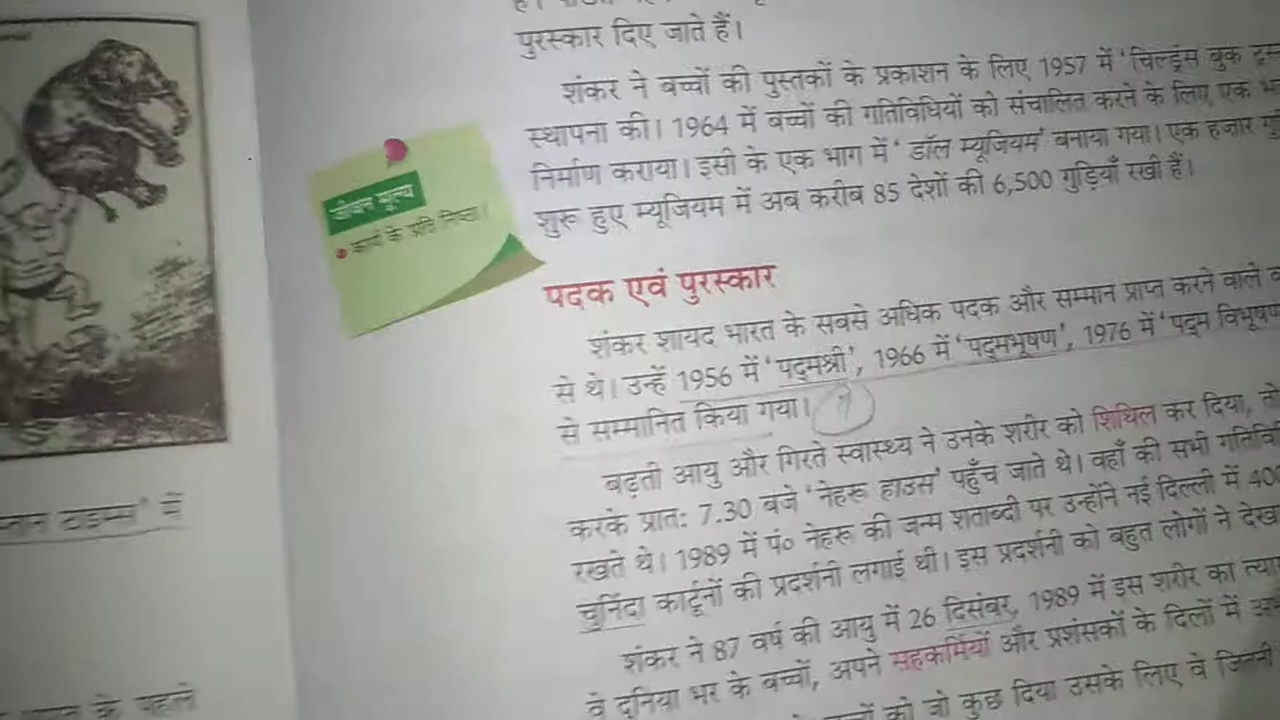 पुरस्कार दिए जाते हैं।
शंकर ने बच्चों की पुस्तकों के प्रकाशन के लिए 1957 में 'चिल्ड्रंस बुक
स्थापना की। 1964 में बच्चों की गतिविधियों को संचालित करने के लिए एक
निर्माण कराया। इसी के एक भाग में 'डॉल म्यूजियम' बनाया गया। एक हजार
शुरू हुए म्यूजियम में अब करीब 85 देशों की 6,500 गुड़ियाँ रखी हैं।
जीवन मूल्य
कार्य के प्रति निष्ठा।
पदक एवं पुरस्कार
शंकर शायद भारत के सबसे अधिक पदक और सम्मान प्राप्त करने वाले
से थे। उन्हें 1956 में 'पद्मश्री', 1966 में 'पद्मभूषण', 1976 में 'पद्म विभूषण
से सम्मानित किया गया।
बढ़ती आयु और गिरते स्वास्थ्य ने उनके शरीर को शिथिल कर दिया,
करके प्रातः 7.30 बजे 'नेहरू हाउस' पहुँच जाते थे। वहाँ की सभी
रखते थे। 1989 में पं० नेहरू की जन्म शताब्दी पर उन्होंने नई दिल्ली में 400
चुनिंदा कार्टूनों की प्रदर्शनी लगाई थी। इस प्रदर्शनी को बहुत लोगों ने देखा
शंकर ने 87 वर्ष की आयु में 26 दिसंबर, 1989 में इस शरीर का
वे दुनिया भर के बच्चों, अपने सहकर्मियों और प्रशंसकों के दिलों में
को जो कुछ दिया उसके लिए वे जितनी
टाइम्स' में
के पहले